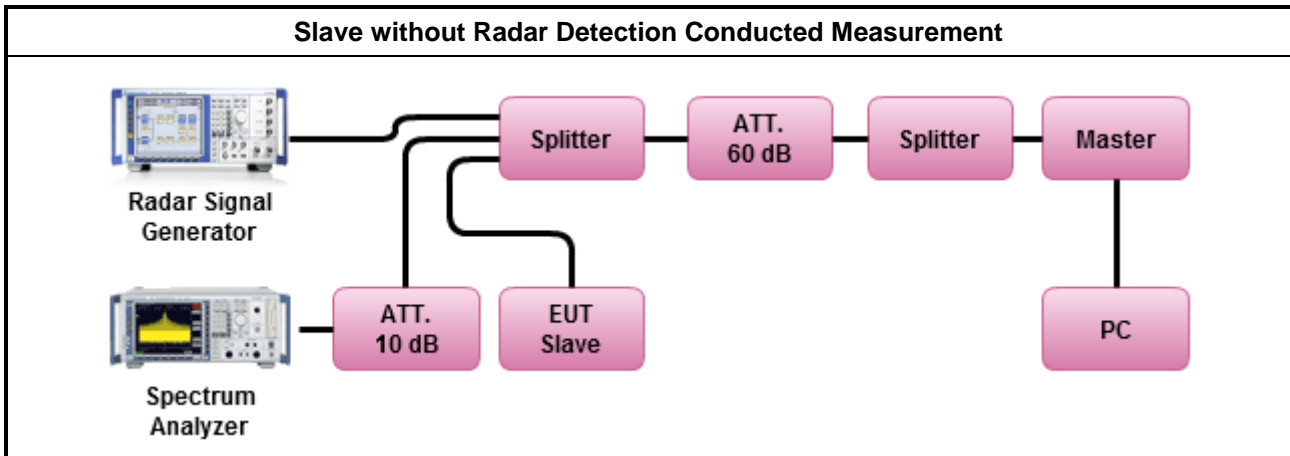 Slave without Radar Detection Conducted Measurement
Radar Signal
Generator
Splitter
ATT.
60 dB
Splitter
Master
Spectrum
Analyzer
ATT.
10 dB
EUT
Slave
PC